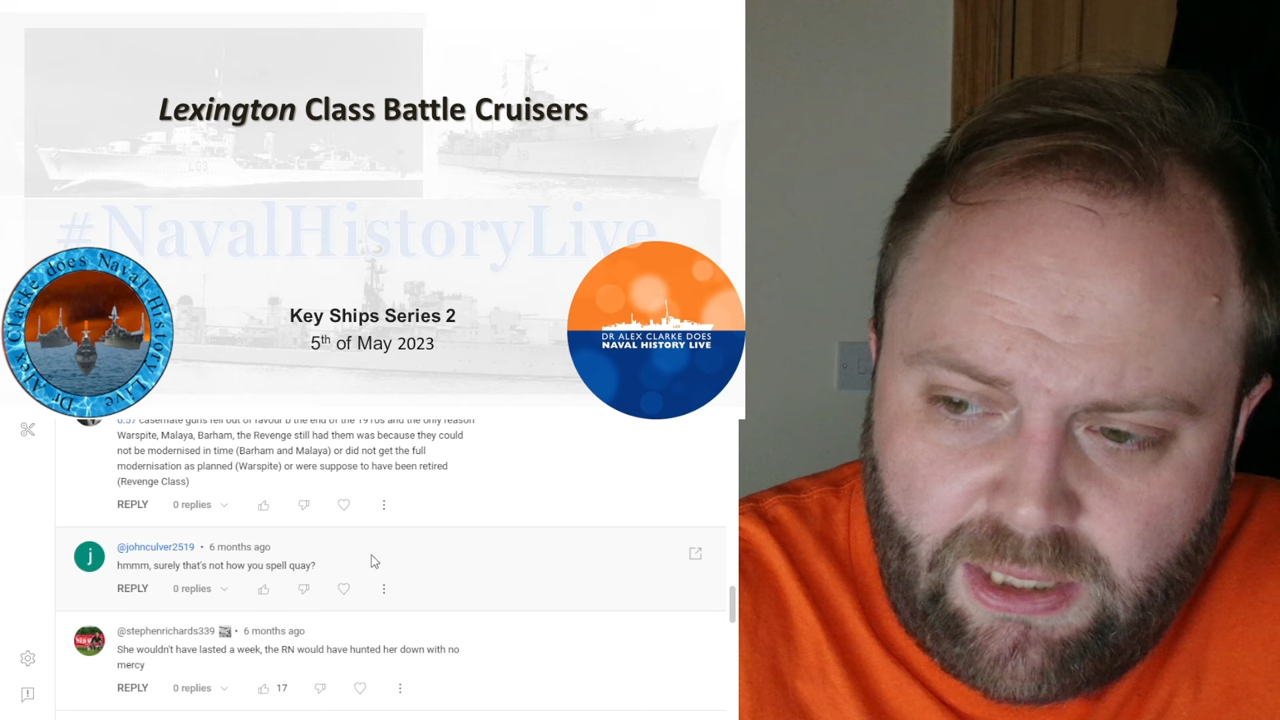 Lexington Class Battle Cruisers
#NavalHistoryLive
Dr Alex Clarke does Naval History Live
Key Ships Series 2
5th of May 2023
DR ALEX CLARKE DOES
NAVAL HISTORY LIVE
6:57 casemate guns fell out of favour b the end of the 1910s and the only reason
Warspite, Malaya, Barham, the Revenge still had them was because they could
not be modernised in time (Barham and Malaya) or did not get the full
modernisation as planned (Warspite) or were suppose to have been retired
(Revenge Class)
REPLY 0 replies
j
@johnculver2519 • 6 months ago
hmmm, surely that's not how you spell quay?
REPLY 0 replies
@stephenrichards339 • 6 months ago
She wouldn't have lasted a week, the RN would have hunted her down with no
mercy
REPLY 0 replies 17